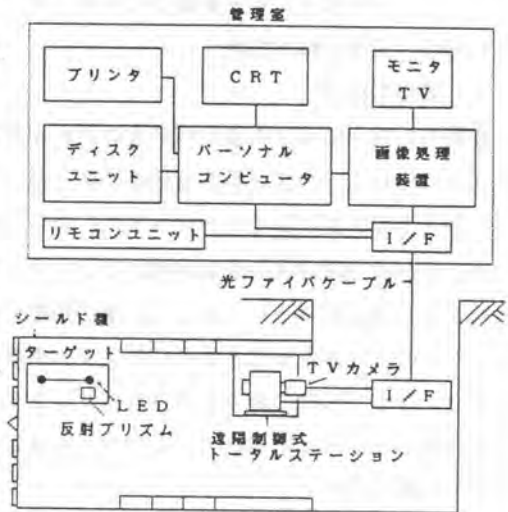 管理室
プリンタ
CRT
モニタ
TV
ディスク
ユニット
パーソナル
コンピュータ
画像処理
装置
リモコンユニット
I/F
光ファイバケーブル
シールド機
ターゲット
TVカメラ
I/F
LED
反射プリズム
遠隔制御式
トータルステーション